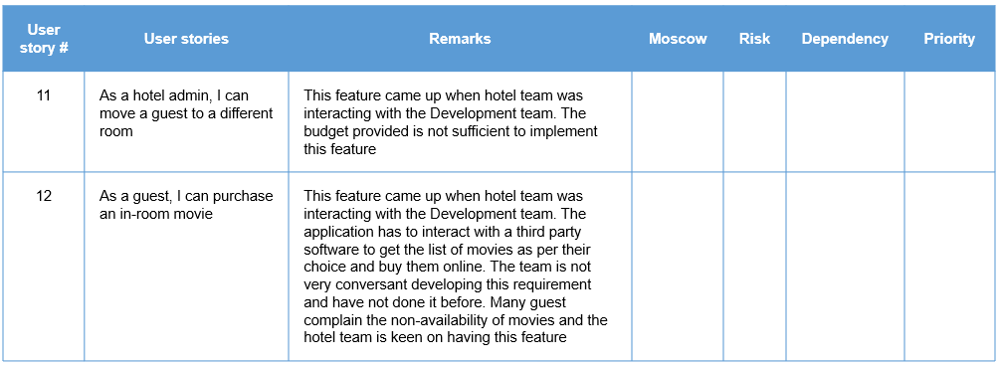 User story #
User stories
Remarks
Moscow
Risk
Dependency
Priority
11
As a hotel admin, I can
move a guest to a different
room
This feature came up when hotel team was
interacting with the Development team. The
budget provided is not sufficient to implement
this feature
12
As a guest, I can purchase
an in-room movie
This feature came up when hotel team was
interacting with the Development team. The
application has to interact with a third party
software to get the list of movies as per their
choice and buy them online. The team is not
very conversant developing this requirement
and have not done it before. Many guest
complain the non-availability of movies and the
hotel team is keen on having this feature